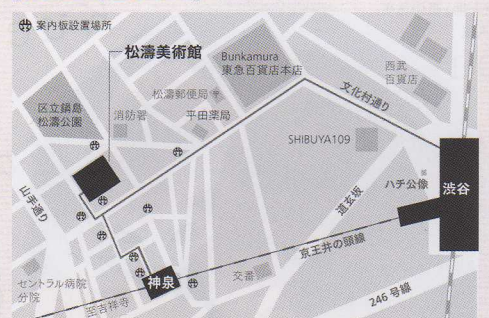 案内板設置場所
松濤美術館
Bunkamura
東急百貨店本店
西武
百貨店
文化村通り
区立鍋島
松濤公園
松濤郵便局
消防署
平田薬局
SHIBUYA109
ハチ公像
渋谷
山手通り
道玄坂
京王井の頭線
神泉
交番
セントラル病院
分院
至吉祥寺
246号線